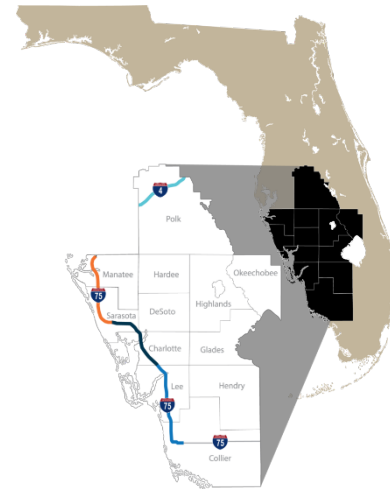 4
Polk
Okeechobee
Manatee
Hardee
75
Highlands
DeSoto
Sarasota
Charlotte
Glades
Lee
Hendry
75
75
Collier